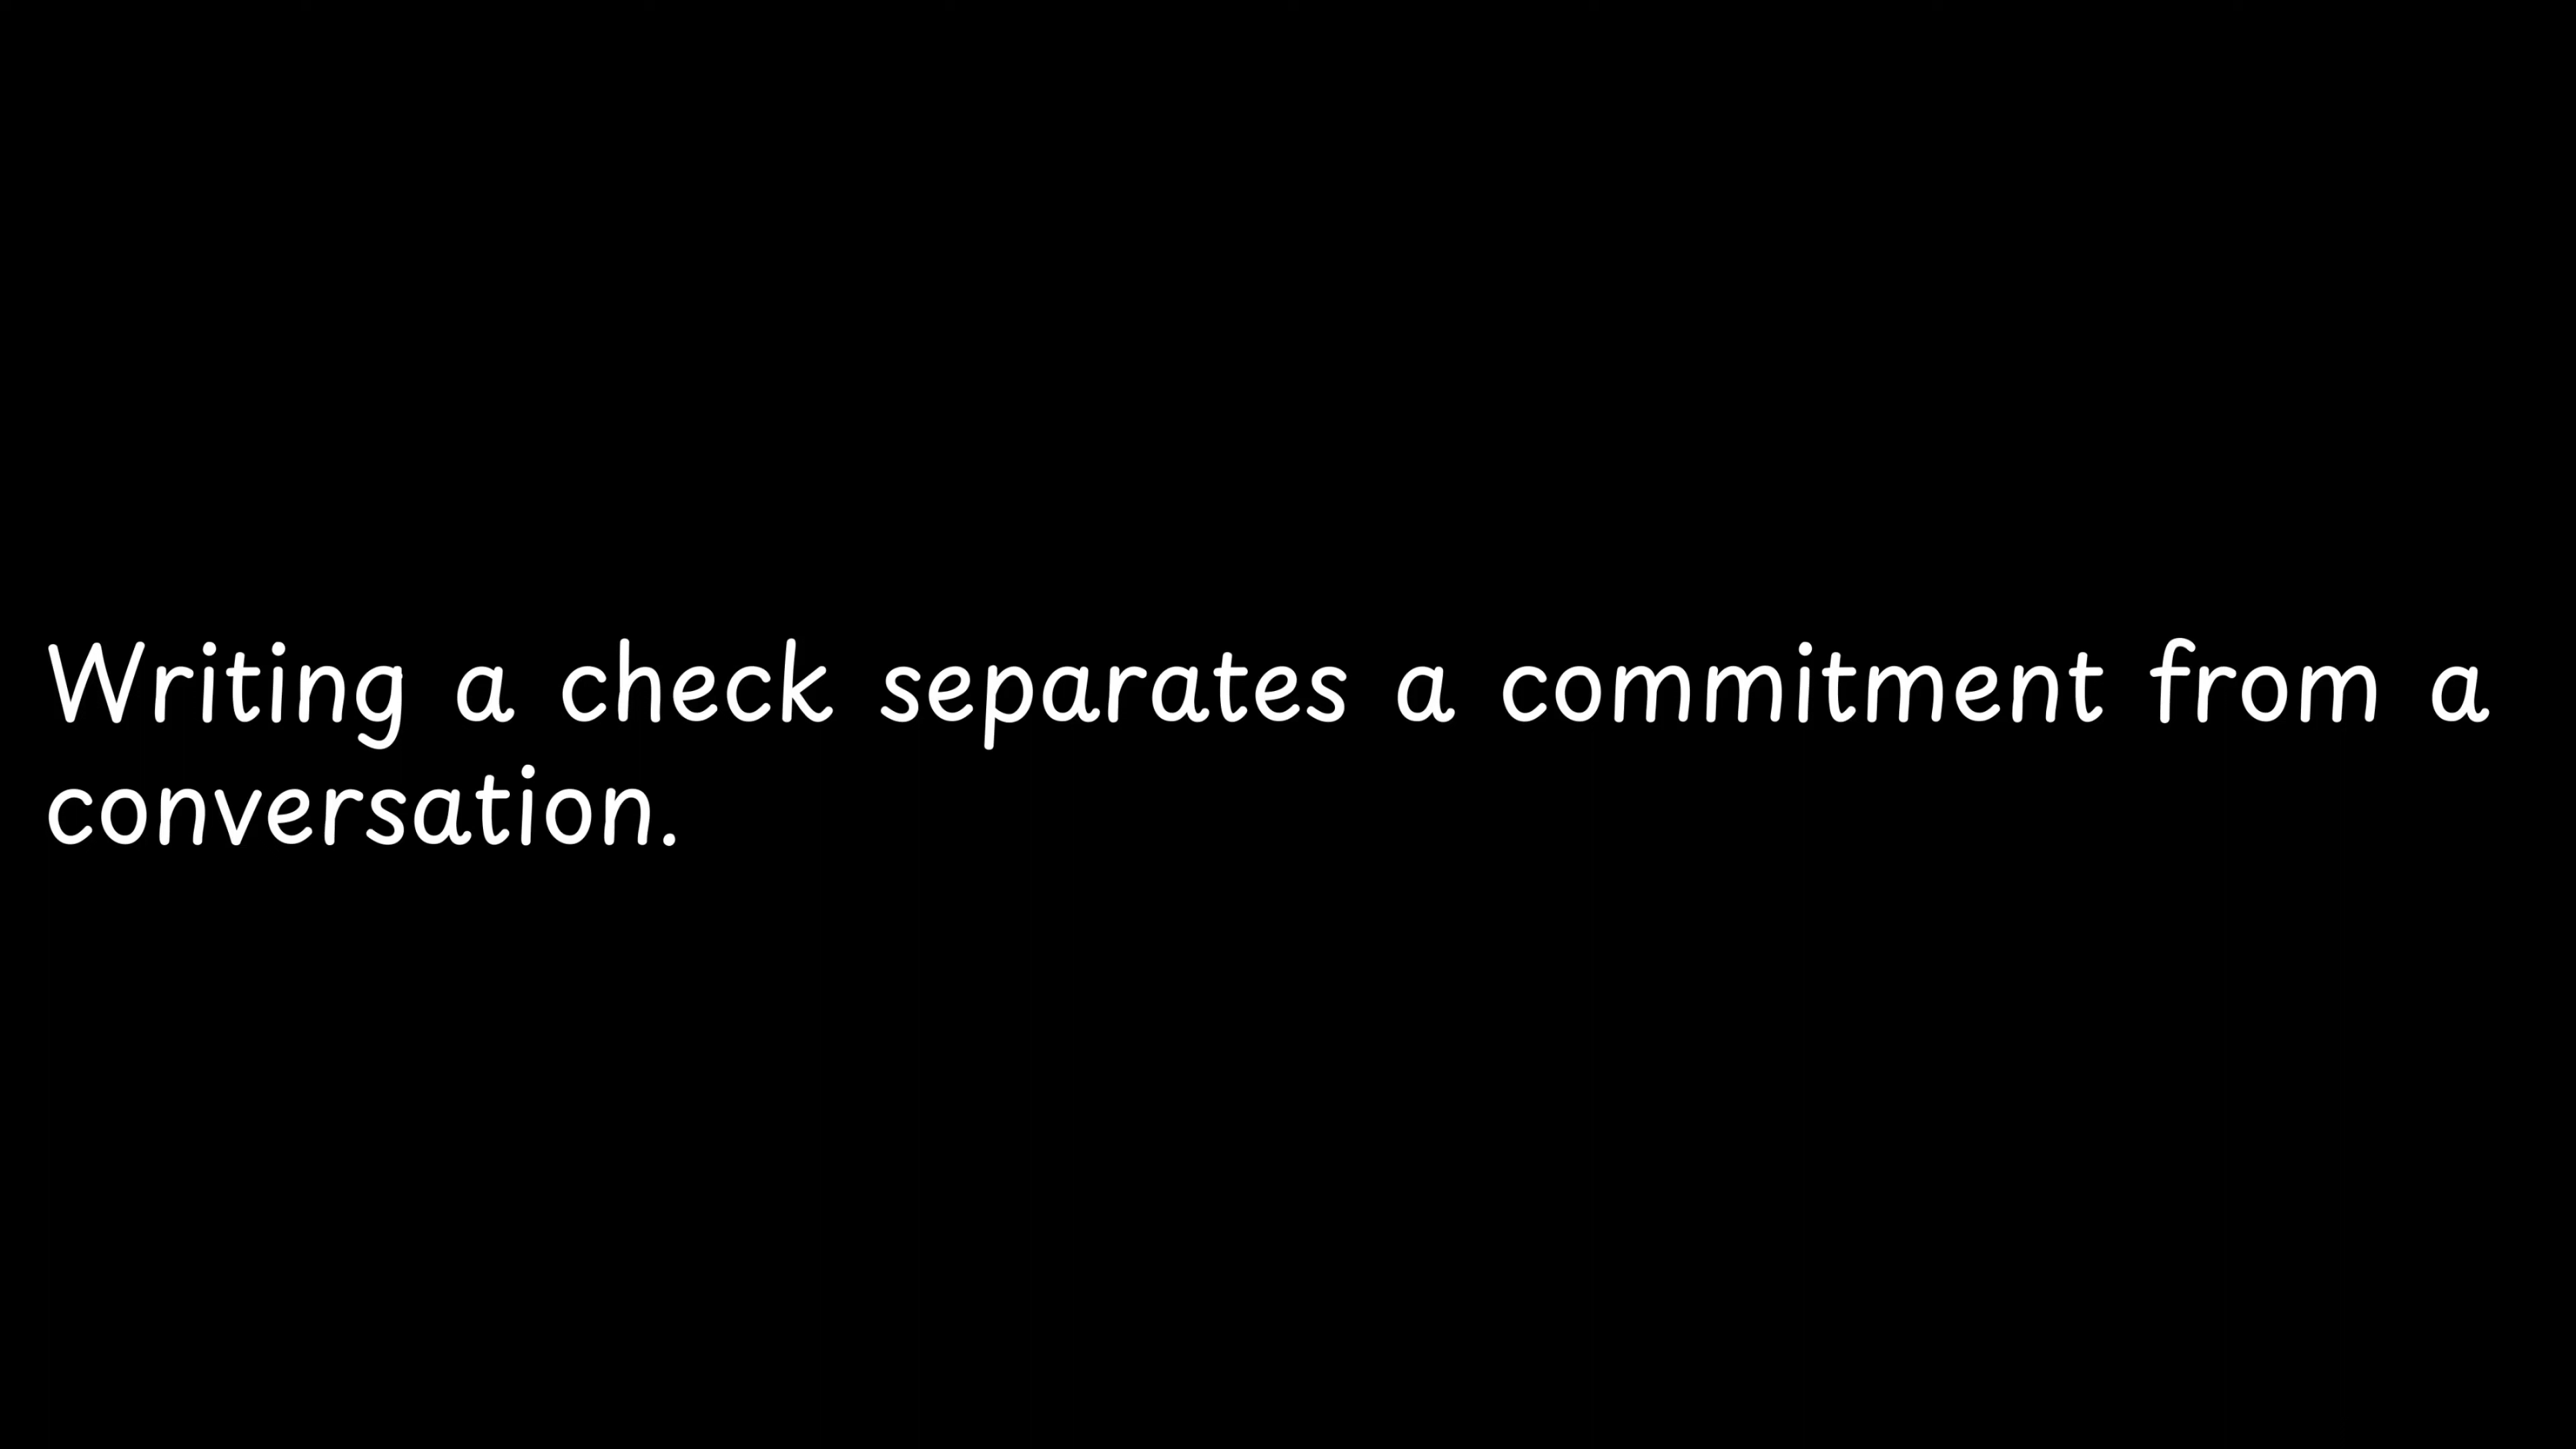 Writing a check separates a commitment from a
conversation.